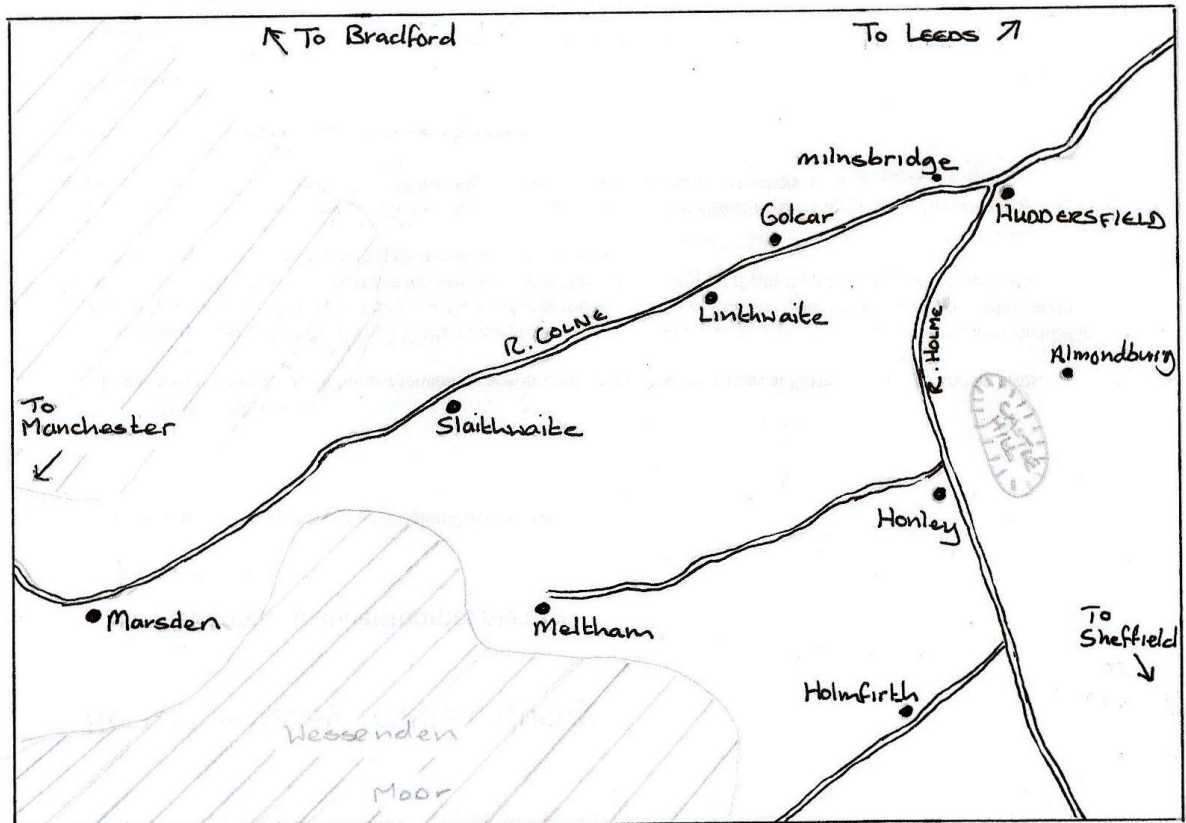 To Bradford
To LEEDS
milnsbridge
Golcar
HUDDERSFIELD
Linthwaite
R. COLNE
R. HOLME
Almondbury
To
Manchester
Slaithwaite
CASTLE
HILL
Honley
Marsden
Meltham
To
Sheffield
Holmfirth
Wessenden
Moor